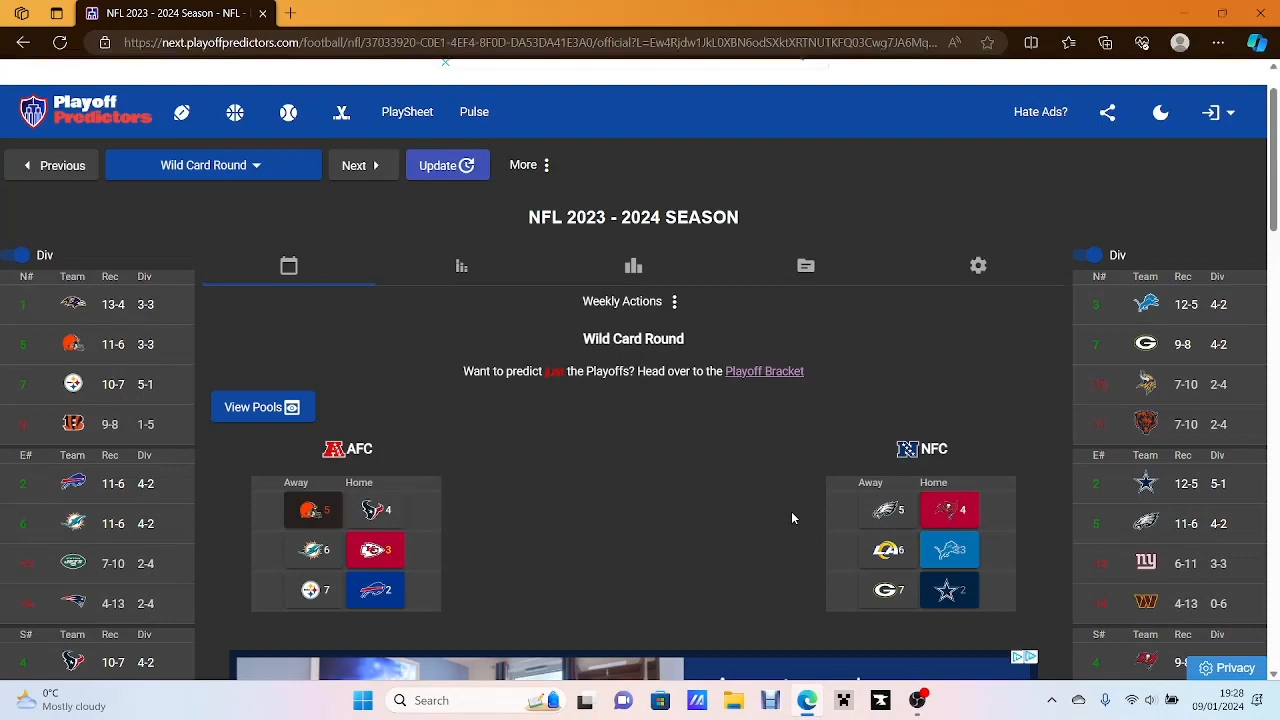 NFL 2023 - 2024 Season - NFL -
https://next.playoffpredictors.com/football/nfl/37033920-C0E1-4EF4-8F0D-DA53DA41E3A0/official?L=Ew4Rjdw1JkL0XBN6odSXktXRTNUTKFQ03Cwg7JA6Mq...
Playoff Predictors
PlaySheet
Pulse
Hate Ads?
Previous
Wild Card Round
Next
Update
More
NFL 2023 - 2024 SEASON
Div
Div
Weekly Actions
Wild Card Round
Want to predict just the Playoffs? Head over to the Playoff Bracket
View Pools
AFC
Away Home
5 4
6 3
7 2
NFC
Away Home
5 4
6 3
7 2
N# Team Rec Div
1 13-4 3-3
5 11-6 3-3
7 10-7 5-1
9-8 1-5
E# Team Rec Div
2 11-6 4-2
6 11-6 4-2
7-10 2-4
4-13 2-4
S# Team Rec Div
4 10-7 4-2
N# Team Rec Div
3 12-5 4-2
7 9-8 4-2
7-10 2-4
7-10 2-4
E# Team Rec Div
2 12-5 5-1
5 11-6 4-2
6-11 3-3
4-13 0-6
S# Team Rec Div
4
Privacy
0°C
Mostly cloudy
Search
19:28
09/01/2024